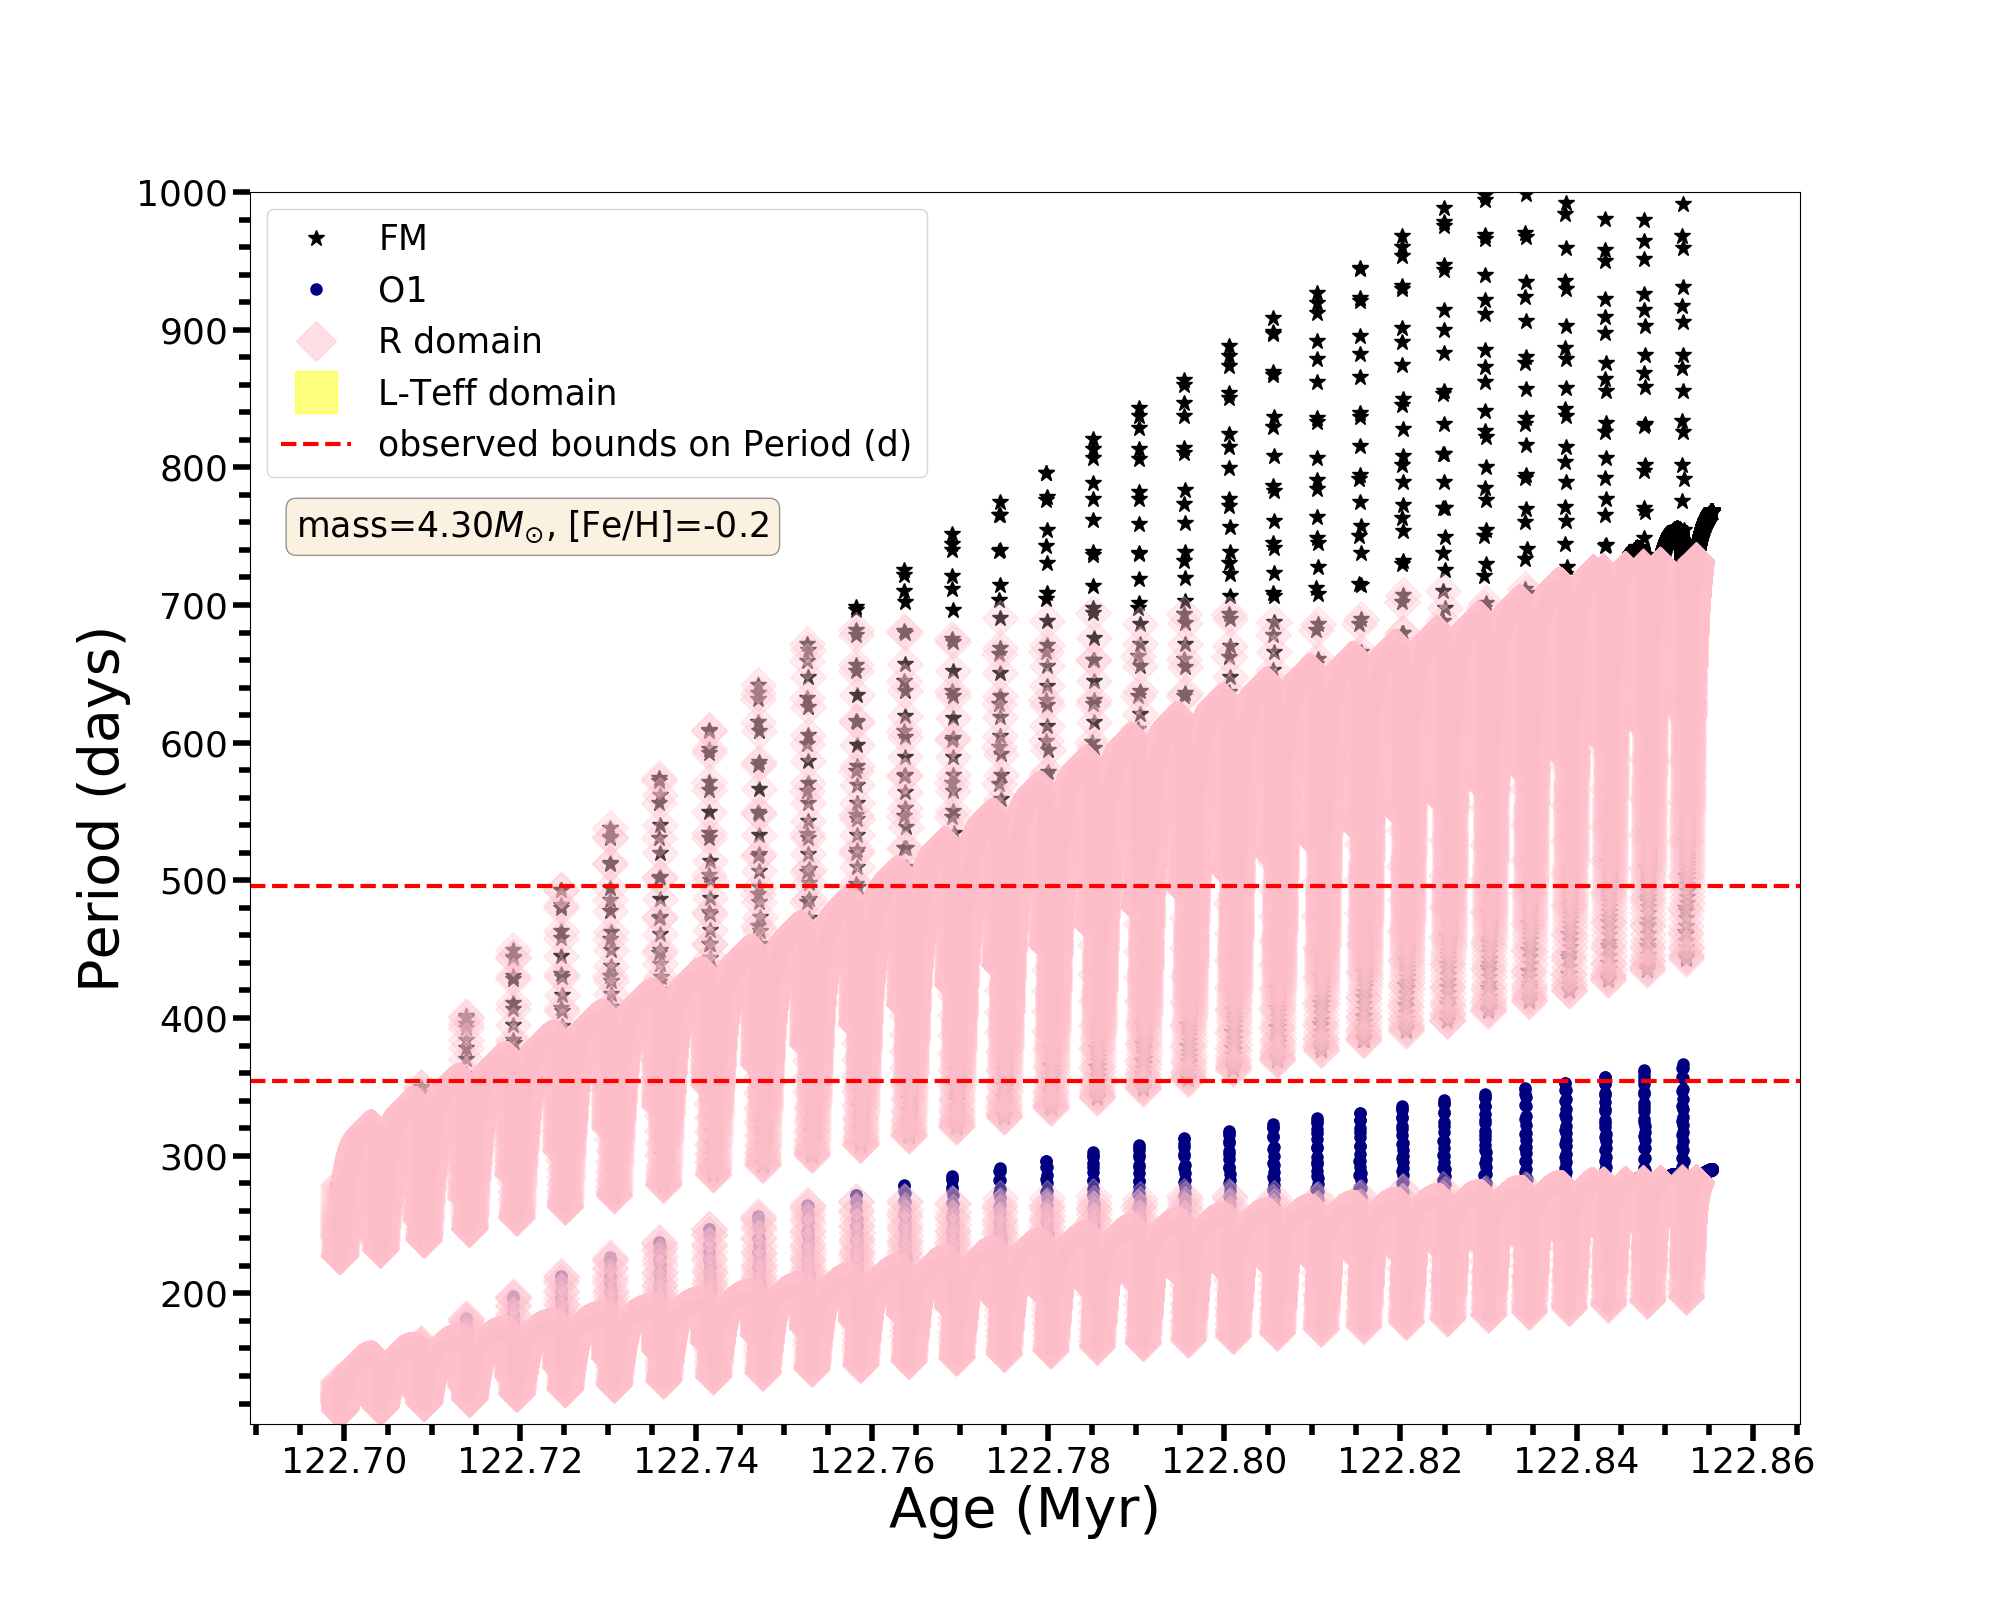 FM
O1
R domain
L-Teff domain
observed bounds on Period (d)
mass=4.30M⊙, [Fe/H]=-0.2
1000
900
800
700
600
500
400
300
200
Period (days)
122.70 122.72 122.74 122.76 122.78 122.80 122.82 122.84 122.86
Age (Myr)